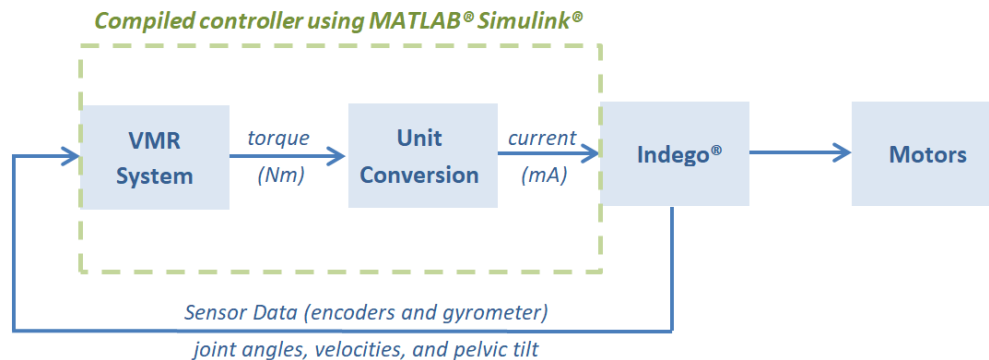 Compiled controller using MATLAB® Simulink®
VMR
System
torque
(Nm)
Unit
Conversion
current
(mA)
Indego®
Motors
Sensor Data (encoders and gyrometer)
joint angles, velocities, and pelvic tilt